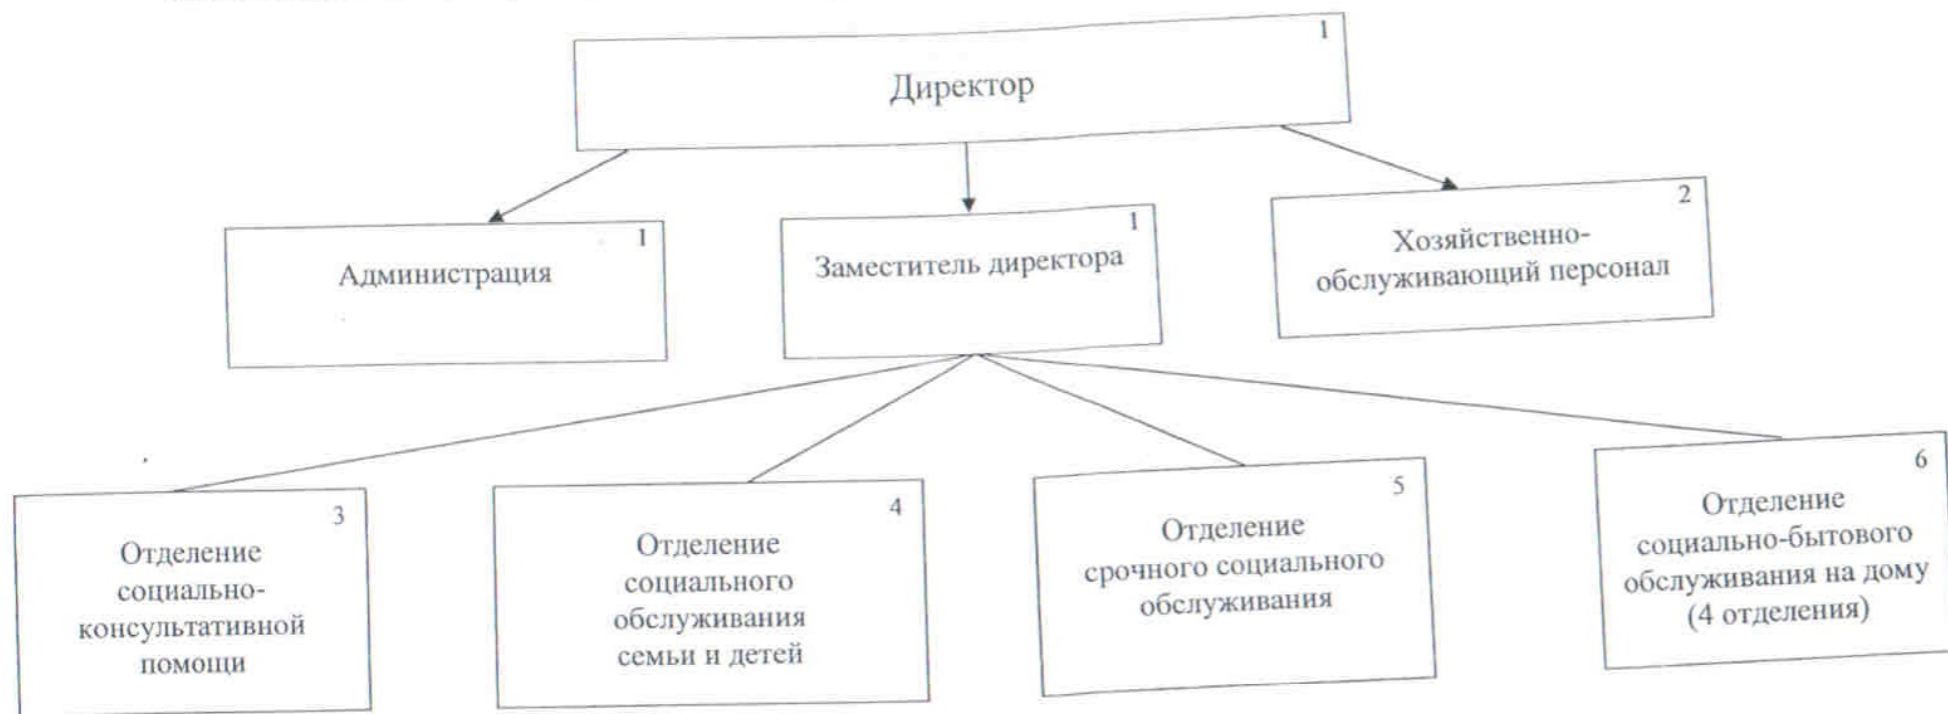 1
Директор
1
Администрация
1
Заместитель директора
2
Хозяйственно-
обслуживающий персонал
3
Отделение
социально-
консультативной
помощи
4
Отделение
социального
обслуживания
семьи и детей
5
Отделение
срочного социального
обслуживания
6
Отделение
социально-бытового
обслуживания на дому
(4 отделения)